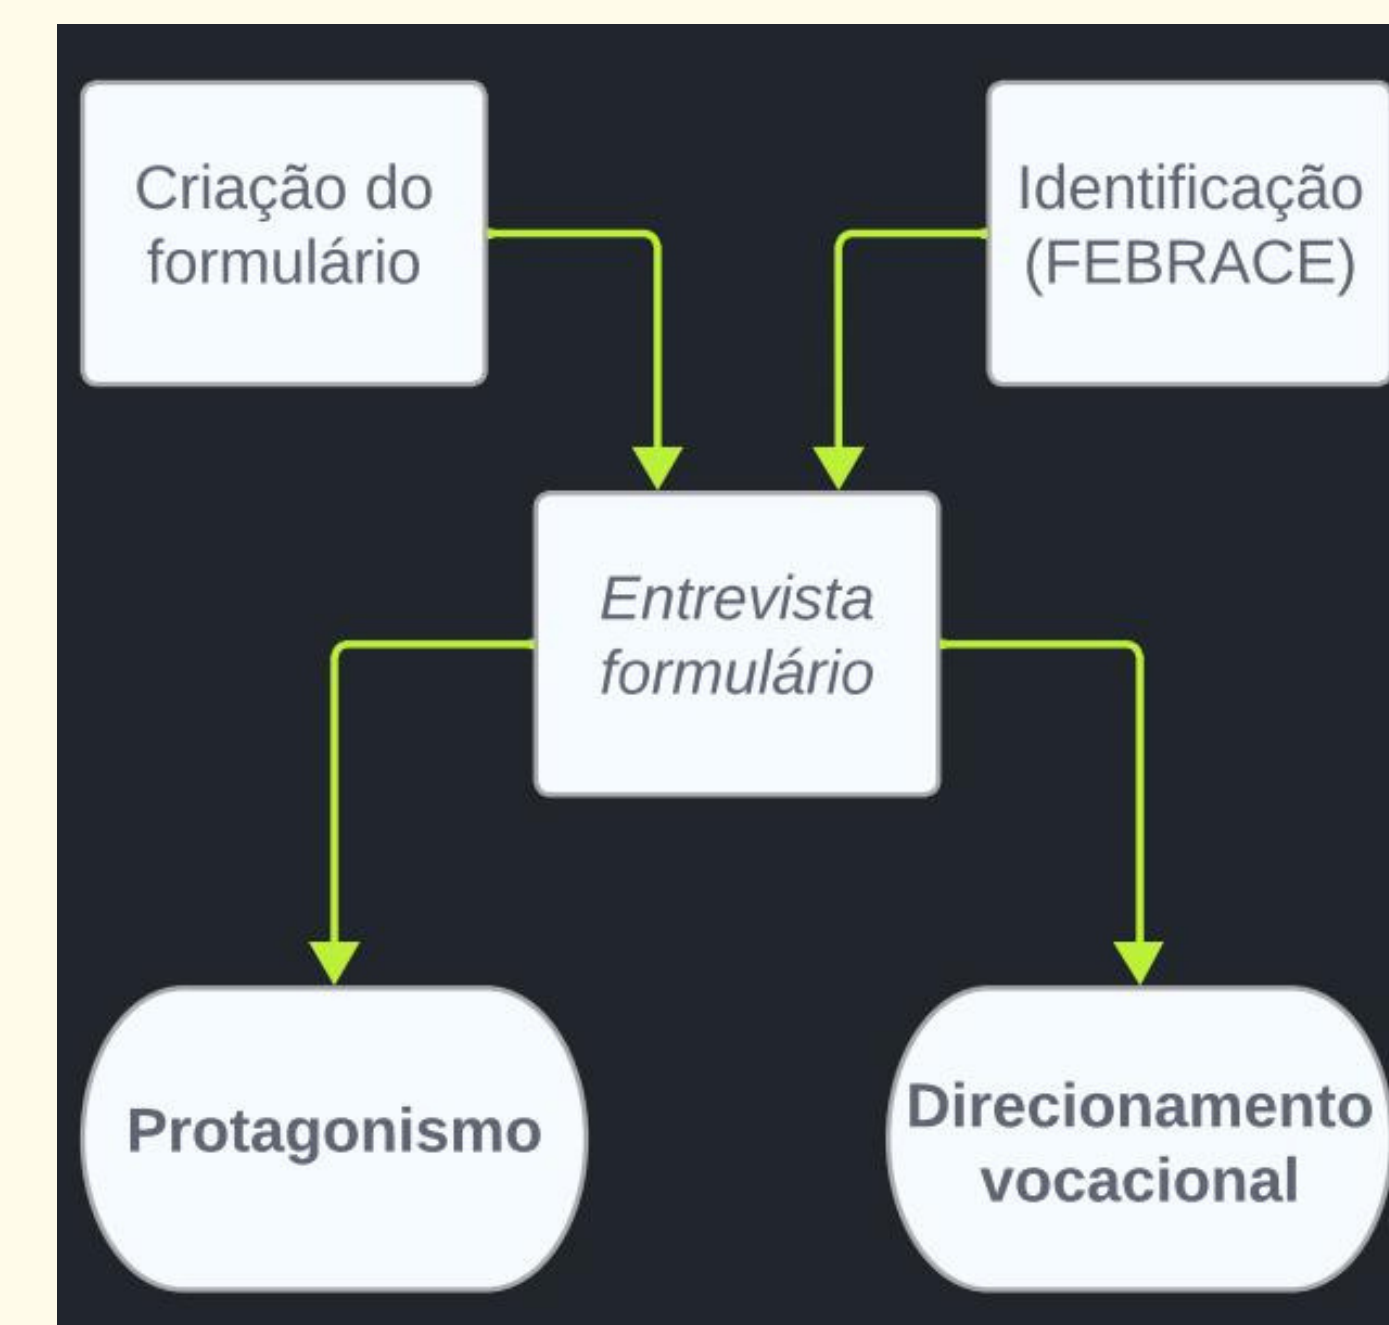 Criação do
formulário
Identificação
(FEBRACE)
Entrevista
formulário
Protagonismo
Direcionamento
vocacional